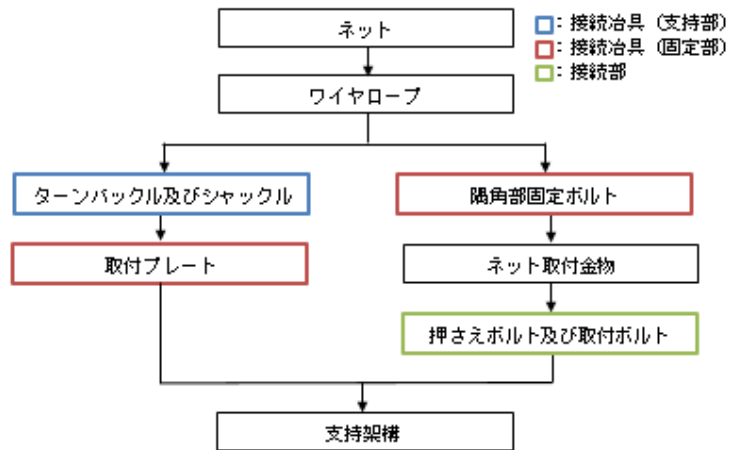 ネット
：接続冶具（支持部）
：接続冶具（固定部）
：接続部
ワイヤロープ
ターンバックル及びシャックル
隅角部固定ボルト
取付プレート
ネット取付金物
押さえボルト及び取付ボルト
支持架構